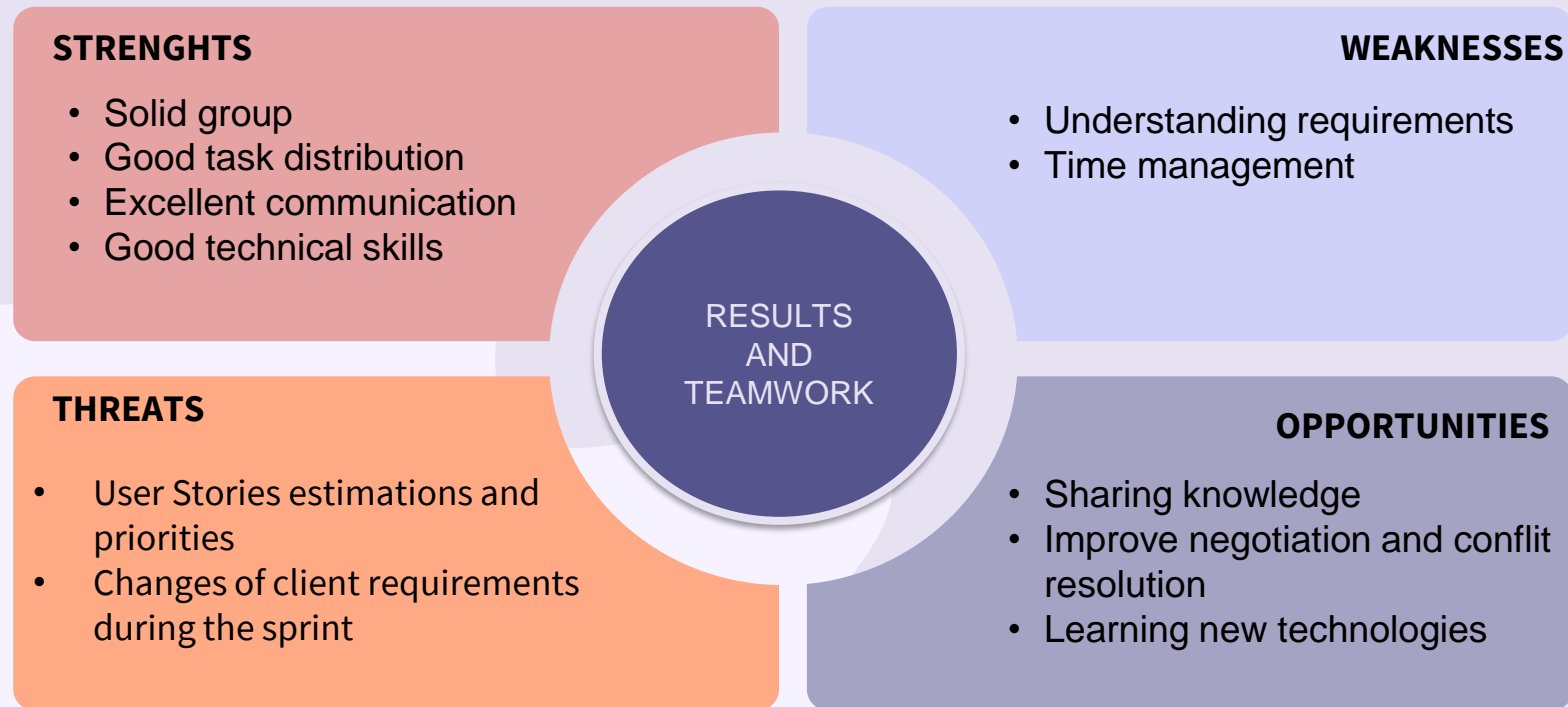 STRENGHTS
• Solid group
• Good task distribution
• Excellent communication
• Good technical skills
WEAKNESSES
• Understanding requirements
• Time management
RESULTS
AND
TEAMWORK
THREATS
• User Stories estimations and
priorities
• Changes of client requirements
during the sprint
OPPORTUNITIES
• Sharing knowledge
• Improve negotiation and conflit
resolution
• Learning new technologies